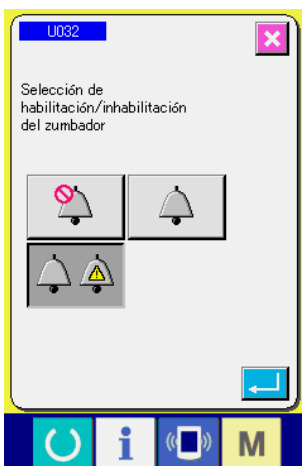 U032
Selección de
habilitación/inhabilitación
del zumbador
M